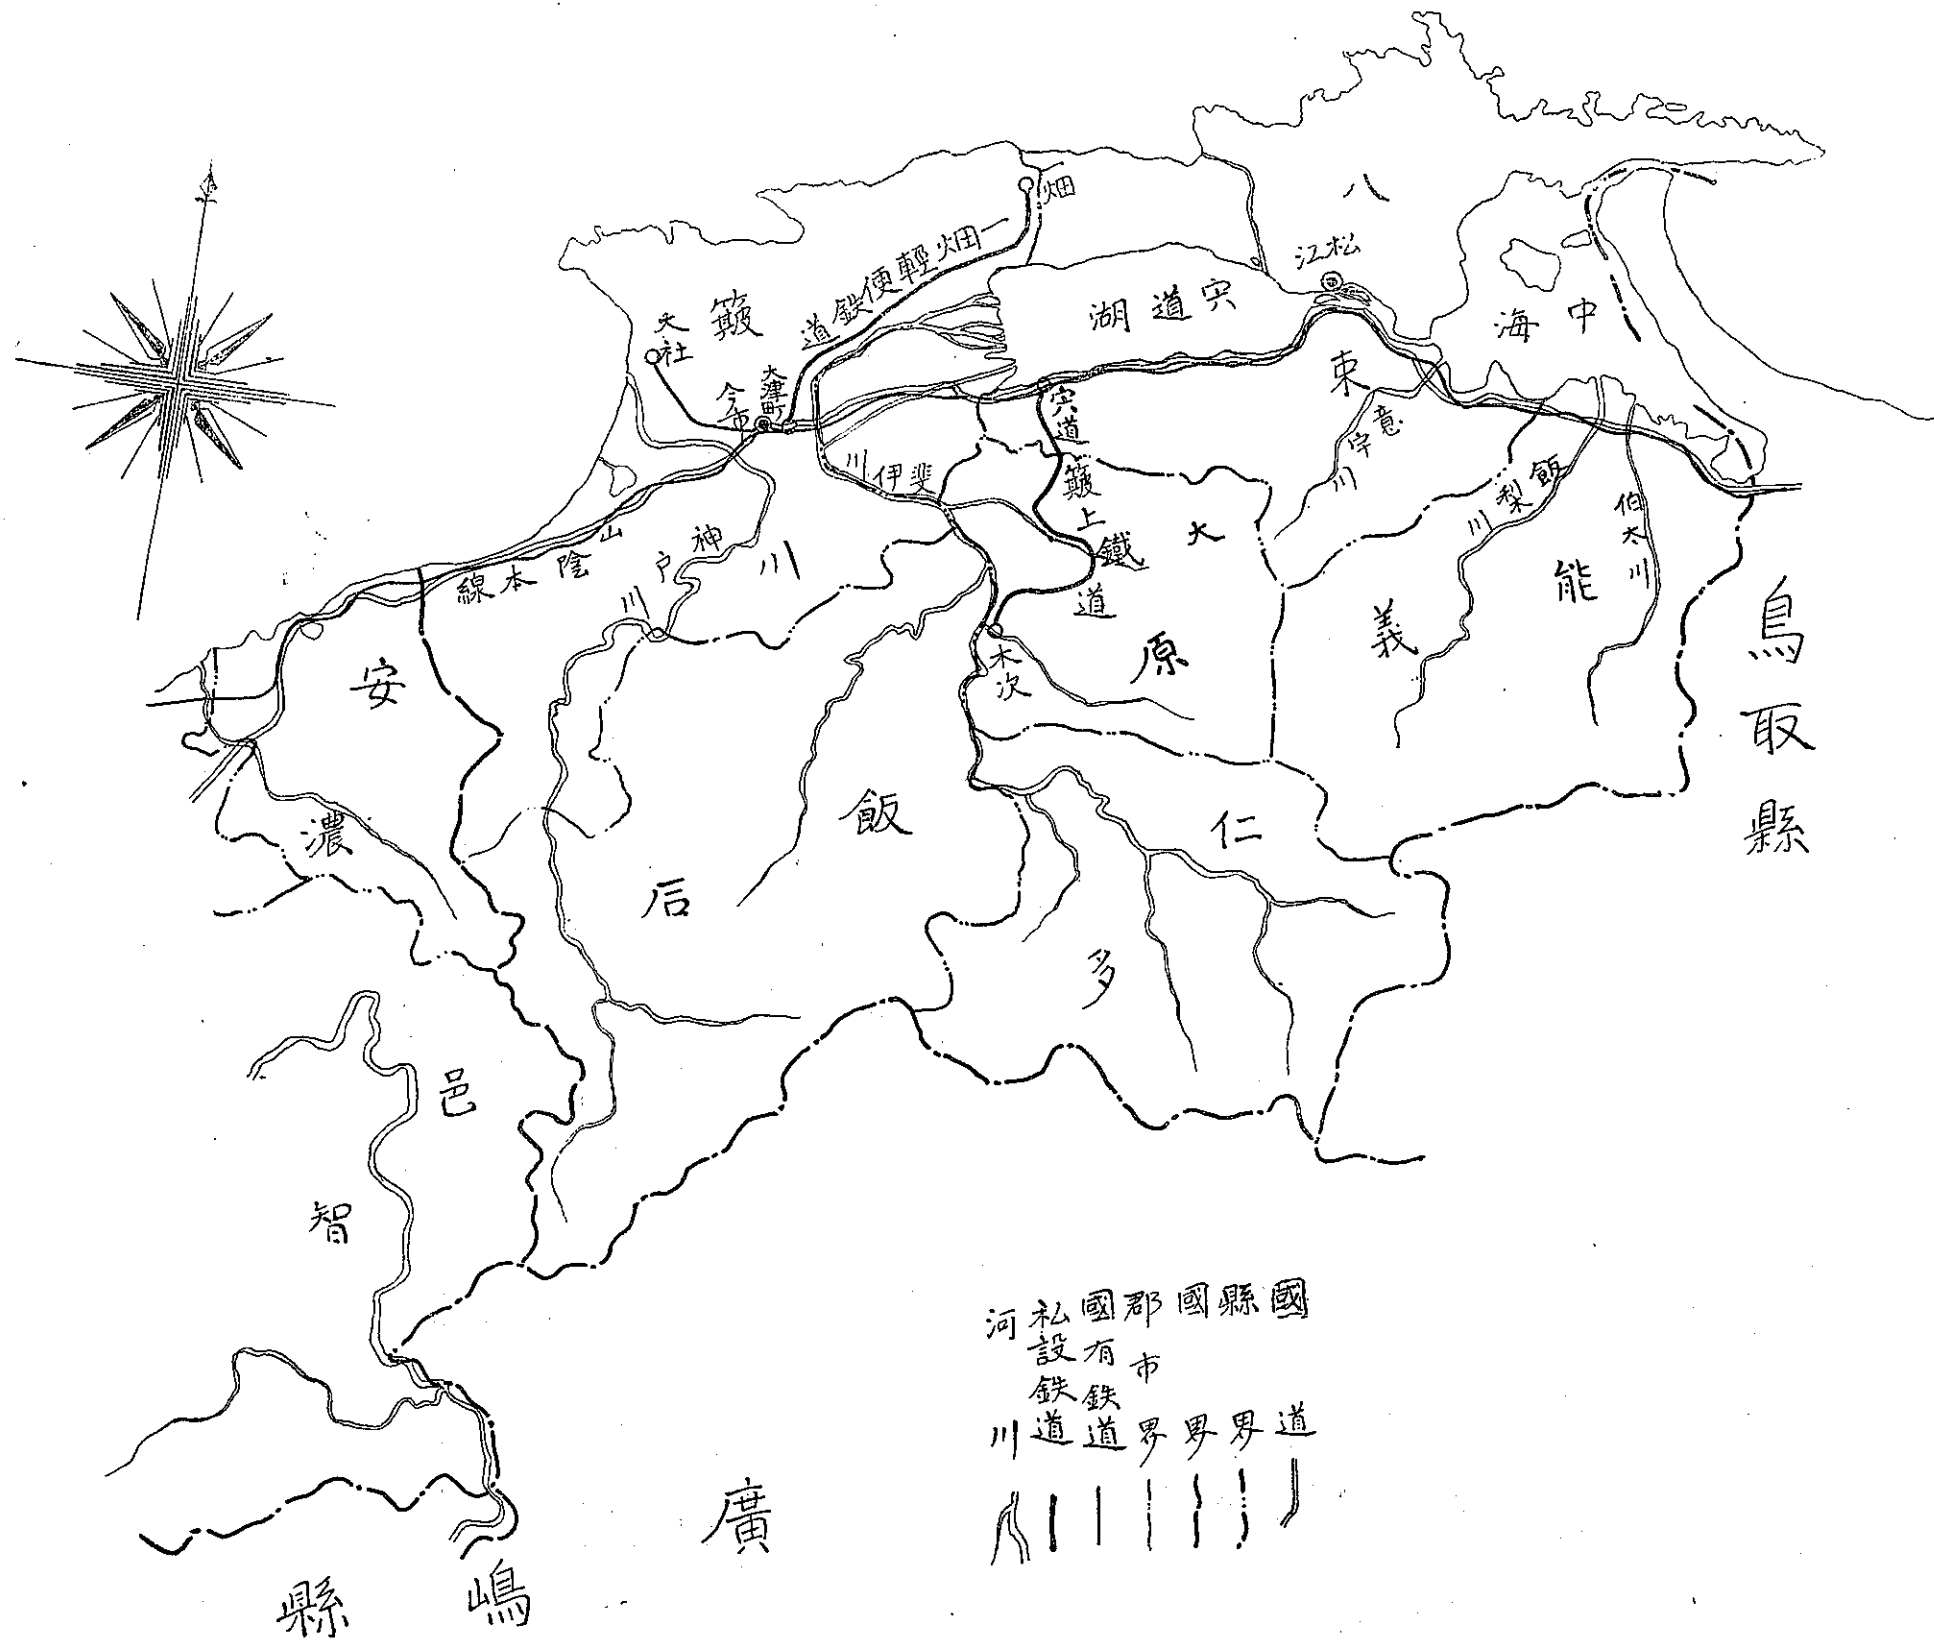 一畑
一畑輕便鉄道
八束
松江
宍道湖
中海
簸川
大社
今市
大津町
宍道
簸上鐵道
意宇川
飯梨川
伯太川
斐伊川
神戸川
山陰本線
大原
能義
木次
安濃
飯石
仁多
邑智
鳥取縣
廣嶋縣
國道
縣界
國界
郡市界
國有鉄道
私設鉄道
河川